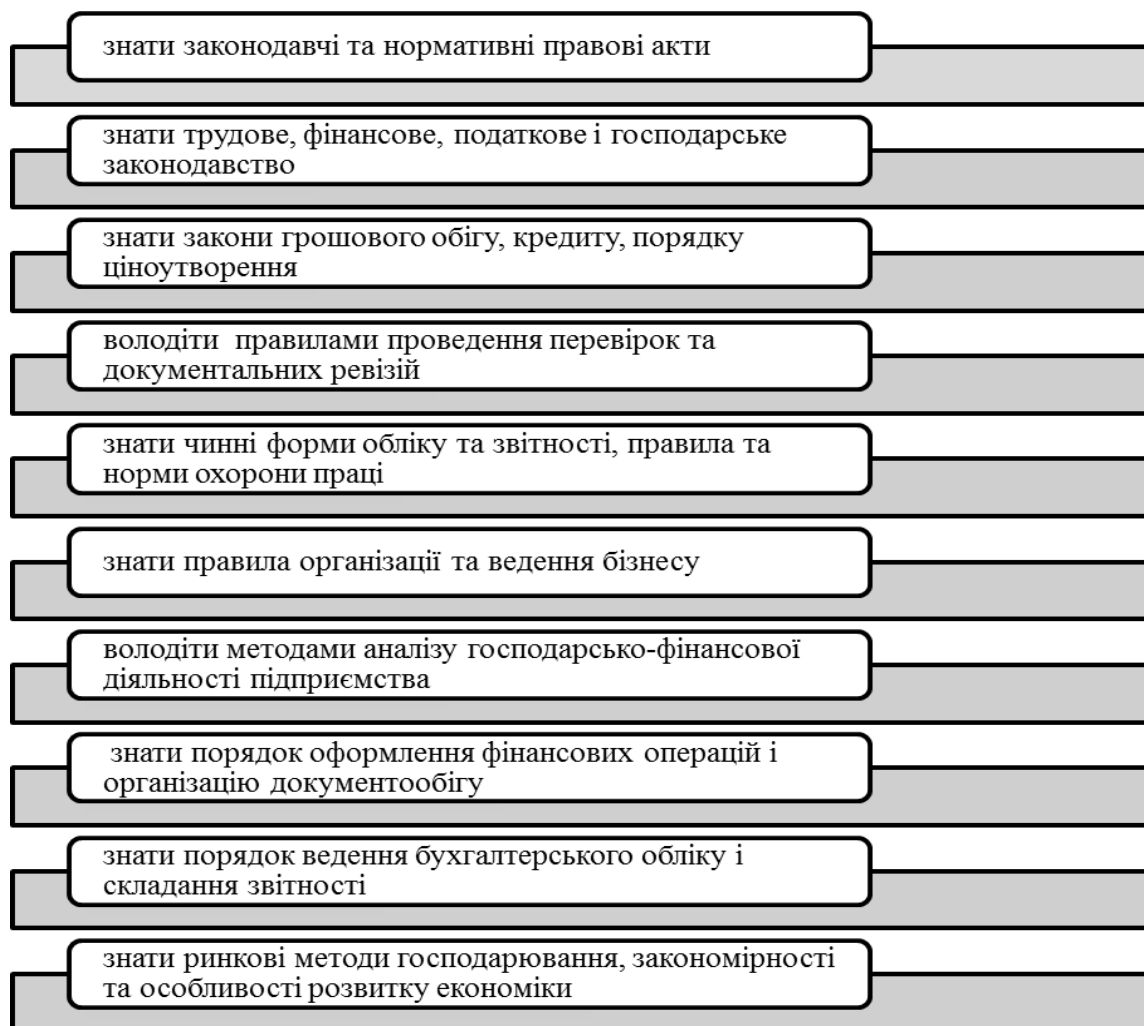 знати законодавчі та нормативні правові акти
знати трудове, фінансове, податкове і господарське
законодавство
знати закони грошового обігу, кредиту, порядку
ціноутворення
володіти правилами проведення перевірок та
документальних ревізій
знати чинні форми обліку та звітності, правила та
норми охорони праці
знати правила організації та ведення бізнесу
володіти методами аналізу господарсько-фінансової
діяльності підприємства
знати порядок оформлення фінансових операцій і
організацію документообігу
знати порядок ведення бухгалтерського обліку і
складання звітності
знати ринкові методи господарювання, закономірності
та особливості розвитку економіки